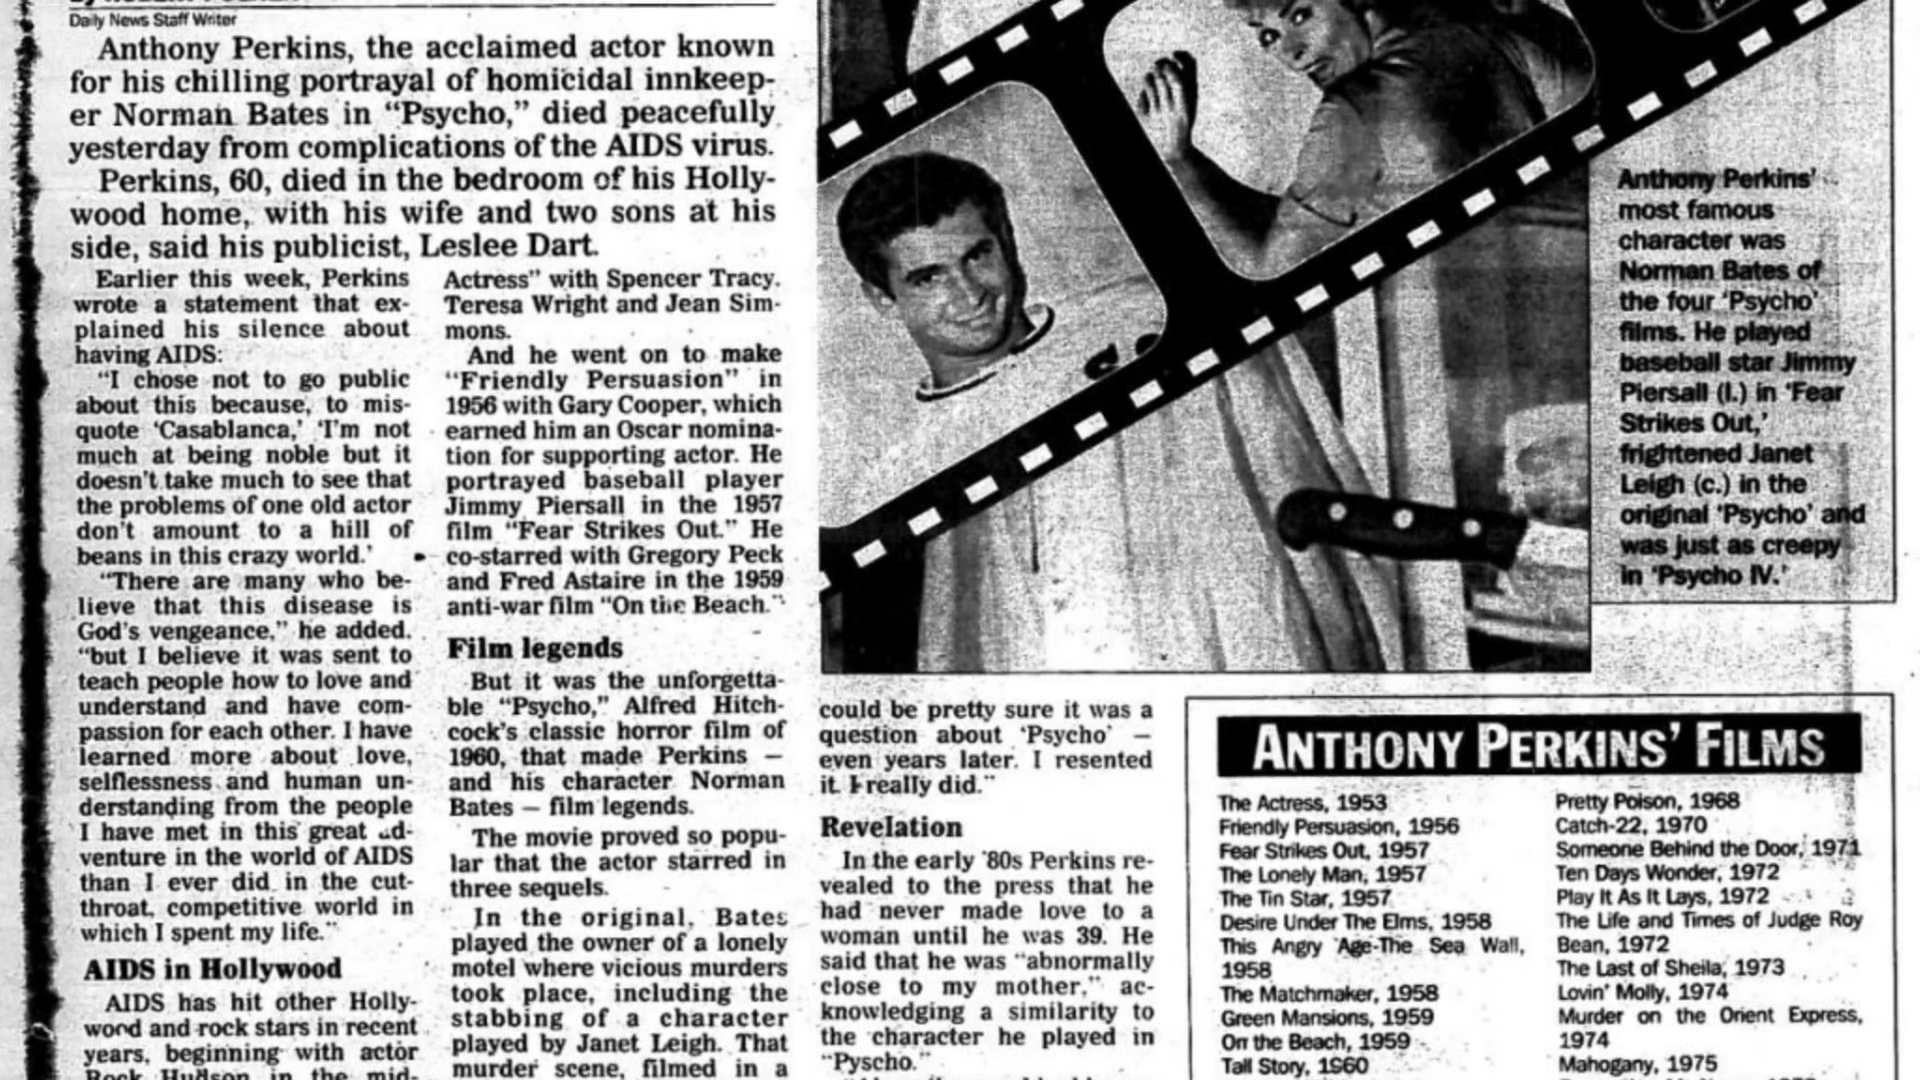 Daily News Staff Writer
Anthony Perkins, the acclaimed actor known
for his chilling portrayal of homicidal innkeep-
er Norman Bates in “Psycho,” died peacefully
yesterday from complications of the AIDS virus.
Perkins, 60, died in the bedroom of his Holly-
wood home, with his wife and two sons at his
side, said his publicist, Leslee Dart.
Earlier this week, Perkins
wrote a statement that ex-
plained his silence about
having AIDS:
“I chose not to go public
about this because, to mis-
quote ‘Casablanca,’ ‘I'm not
much at being noble but it
doesn't take much to see that
the problems of one old actor
don't amount to a hill of
beans in this crazy world.’
“There are many who be-
lieve that this disease is
God's vengeance,” he added,
“but I believe it was sent to
teach people how to love and
understand and have com-
passion for each other. I have
learned more about love,
selflessness and human un-
derstanding from the people
I have met in this great ad-
venture in the world of AIDS
than I ever did in the cut-
throat, competitive world in
which I spent my life.”
AIDS in Hollywood
AIDS has hit other Holly-
wood and rock stars in recent
years, beginning with actor
Rock Hudson in the mid-
Actress” with Spencer Tracy.
Teresa Wright and Jean Sim-
mons.
And he went on to make
“Friendly Persuasion” in
1956 with Gary Cooper, which
earned him an Oscar nomina-
tion for supporting actor. He
portrayed baseball player
Jimmy Piersall in the 1957
film “Fear Strikes Out.” He
co-starred with Gregory Peck
and Fred Astaire in the 1959
anti-war film “On the Beach.”
Film legends
But it was the unforgetta-
ble “Psycho,” Alfred Hitch-
cock's classic horror film of
1960, that made Perkins —
and his character Norman
Bates — film legends.
The movie proved so popu-
lar that the actor starred in
three sequels.
In the original, Bates
played the owner of a lonely
motel where vicious murders
took place, including the
stabbing of a character
played by Janet Leigh. That
murder scene, filmed in a
could be pretty sure it was a
question about ‘Psycho’ —
even years later. I resented
it. I really did.”
Revelation
In the early '80s Perkins re-
vealed to the press that he
had never made love to a
woman until he was 39. He
said that he was “abnormally
close to my mother,” ac-
knowledging a similarity to
the character he played in
“Pyscho.”
Anthony Perkins'
most famous
character was
Norman Bates of
the four ‘Psycho’
films. He played
baseball star Jimmy
Piersall (l.) in ‘Fear
Strikes Out,’
frightened Janet
Leigh (c.) in the
original ‘Psycho’ and
was just as creepy
in ‘Psycho IV.’
ANTHONY PERKINS' FILMS
The Actress, 1953
Friendly Persuasion, 1956
Fear Strikes Out, 1957
The Lonely Man, 1957
The Tin Star, 1957
Desire Under The Elms, 1958
This Angry Age-The Sea Wall,
1958
The Matchmaker, 1958
Green Mansions, 1959
On the Beach, 1959
Tall Story, 1960
Pretty Poison, 1968
Catch-22, 1970
Someone Behind the Door, 1971
Ten Days Wonder, 1972
Play It As It Lays, 1972
The Life and Times of Judge Roy
Bean, 1972
The Last of Sheila, 1973
Lovin' Molly, 1974
Murder on the Orient Express,
1974
Mahogany, 1975